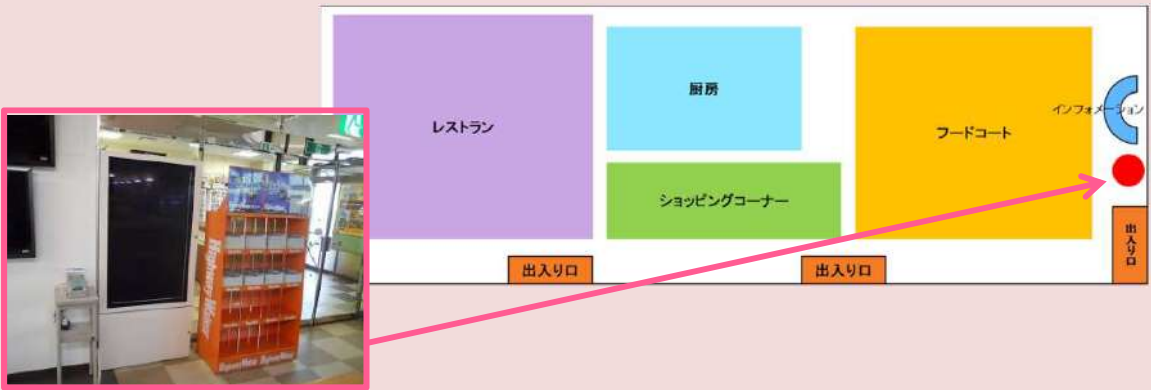 レストラン
厨房
ショッピングコーナー
フードコート
インフォメーション
出入り口
出入り口
出入り口
Highway Walker